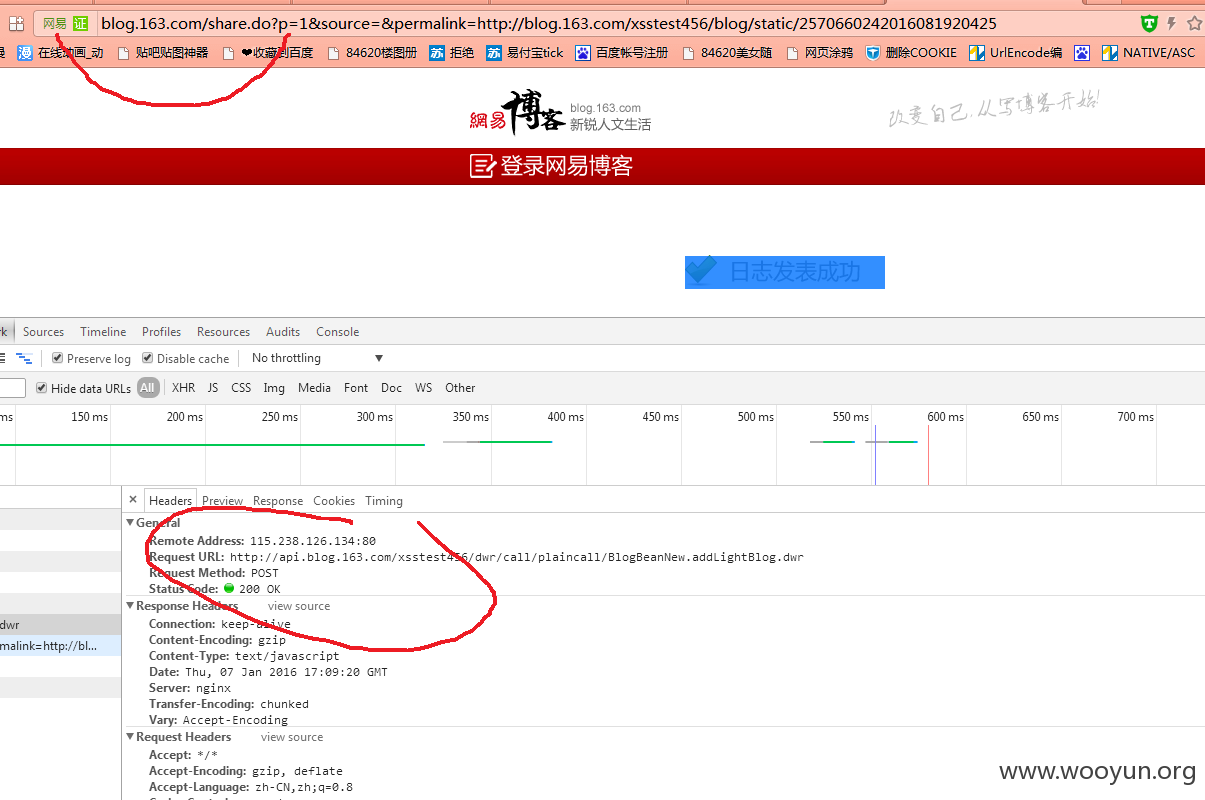 网易 证 blog.163.com/share.do?p=1&source=&permalink=http://blog.163.com/xsstest456/blog/static/2570660242016081920425
漫 在线动画_动 贴吧贴图神器 ❤收藏到百度 84620楼图册 苏 拒绝 苏 易付宝tick 百度帐号注册 84620美女随 网页涂鸦 删除COOKIE UrlEncode编 NATIVE/ASC
網易博客 blog.163.com
新锐人文生活
改变自己,从写博客开始!
登录网易博客
日志发表成功
rk Sources Timeline Profiles Resources Audits Console
Preserve log Disable cache No throttling ▼
Hide data URLs All XHR JS CSS Img Media Font Doc WS Other
ms 150 ms 200 ms 250 ms 300 ms 350 ms 400 ms 450 ms 500 ms 550 ms 600 ms 650 ms 700 ms
× Headers Preview Response Cookies Timing
▼General
Remote Address: 115.238.126.134:80
Request URL: http://api.blog.163.com/xsstest456/dwr/call/plaincall/BlogBeanNew.addLightBlog.dwr
Request Method: POST
Status Code: 200 OK
▼Response Headers view source
Connection: keep-alive
dwr
Content-Encoding: gzip
malink=http://bl...
Content-Type: text/javascript
Date: Thu, 07 Jan 2016 17:09:20 GMT
Server: nginx
Transfer-Encoding: chunked
Vary: Accept-Encoding
▼Request Headers view source
Accept: */*
Accept-Encoding: gzip, deflate
Accept-Language: zh-CN,zh;q=0.8
www.wooyun.org